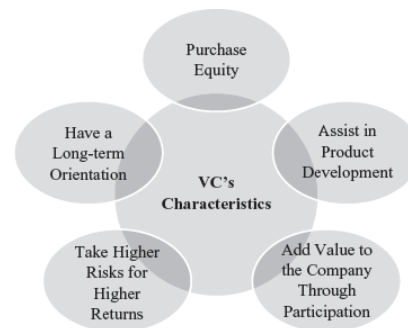 Purchase
Equity
Have a
Long-term
Orientation
Assist in
Product
Development
VC's
Characteristics
Take Higher
Risks for
Higher
Returns
Add Value to
the Company
Through
Participation